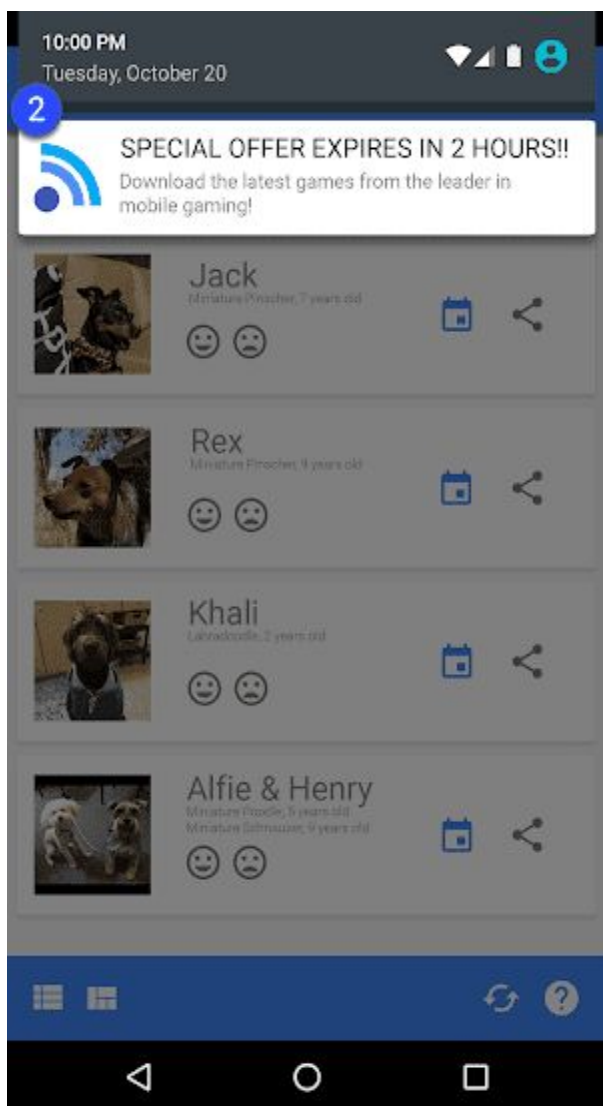 10:00 PM
Tuesday, October 20
2
SPECIAL OFFER EXPIRES IN 2 HOURS!!
Download the latest games from the leader in
mobile gaming!
Jack
Miniature Pinscher, 7 years old
Rex
Miniature Pinscher, 9 years old
Khali
Labradoodle, 2 years old
Alfie & Henry
Miniature Poodle, 5 years old
Miniature Schnauzer, 9 years old
?